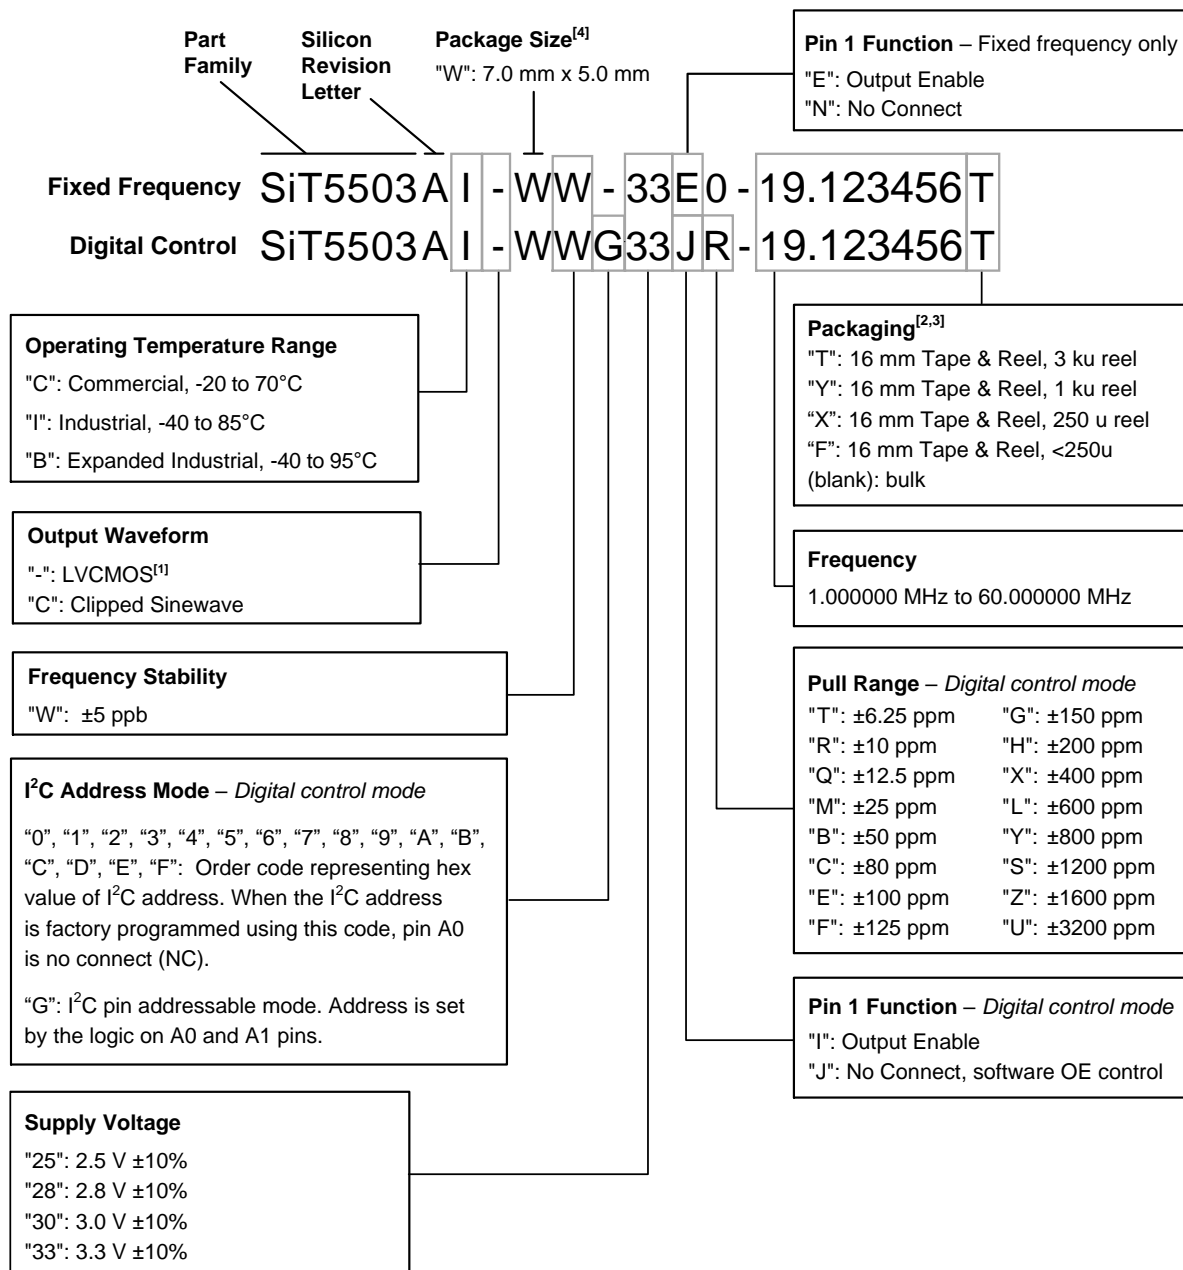 Part
Family
Silicon
Revision
Letter
Package Size[4]
"W": 7.0 mm x 5.0 mm
Pin 1 Function – Fixed frequency only
"E": Output Enable
"N": No Connect
Fixed Frequency SiT5503AI-WW-33E0-19.123456T
Digital Control SiT5503AI-WWG33JR-19.123456T
Operating Temperature Range
"C": Commercial, -20 to 70°C
"I": Industrial, -40 to 85°C
"B": Expanded Industrial, -40 to 95°C
Output Waveform
"-": LVCMOS[1]
"C": Clipped Sinewave
Frequency Stability
"W": ±5 ppb
I2C Address Mode – Digital control mode
“0”, “1”, “2”, “3”, “4”, “5”, “6”, “7”, “8”, “9”, “A”, “B”,
“C”, “D”, “E”, “F”: Order code representing hex
value of I2C address. When the I2C address
is factory programmed using this code, pin A0
is no connect (NC).
“G”: I2C pin addressable mode. Address is set
by the logic on A0 and A1 pins.
Supply Voltage
"25": 2.5 V ±10%
"28": 2.8 V ±10%
"30": 3.0 V ±10%
"33": 3.3 V ±10%
Packaging[2,3]
"T": 16 mm Tape & Reel, 3 ku reel
"Y": 16 mm Tape & Reel, 1 ku reel
“X”: 16 mm Tape & Reel, 250 u reel
“F”: 16 mm Tape & Reel, <250u
(blank): bulk
Frequency
1.000000 MHz to 60.000000 MHz
Pull Range – Digital control mode
"T": ±6.25 ppm "G": ±150 ppm
"R": ±10 ppm "H": ±200 ppm
"Q": ±12.5 ppm "X": ±400 ppm
"M": ±25 ppm "L": ±600 ppm
"B": ±50 ppm "Y": ±800 ppm
"C": ±80 ppm "S": ±1200 ppm
"E": ±100 ppm "Z": ±1600 ppm
"F": ±125 ppm "U": ±3200 ppm
Pin 1 Function – Digital control mode
"I": Output Enable
"J": No Connect, software OE control